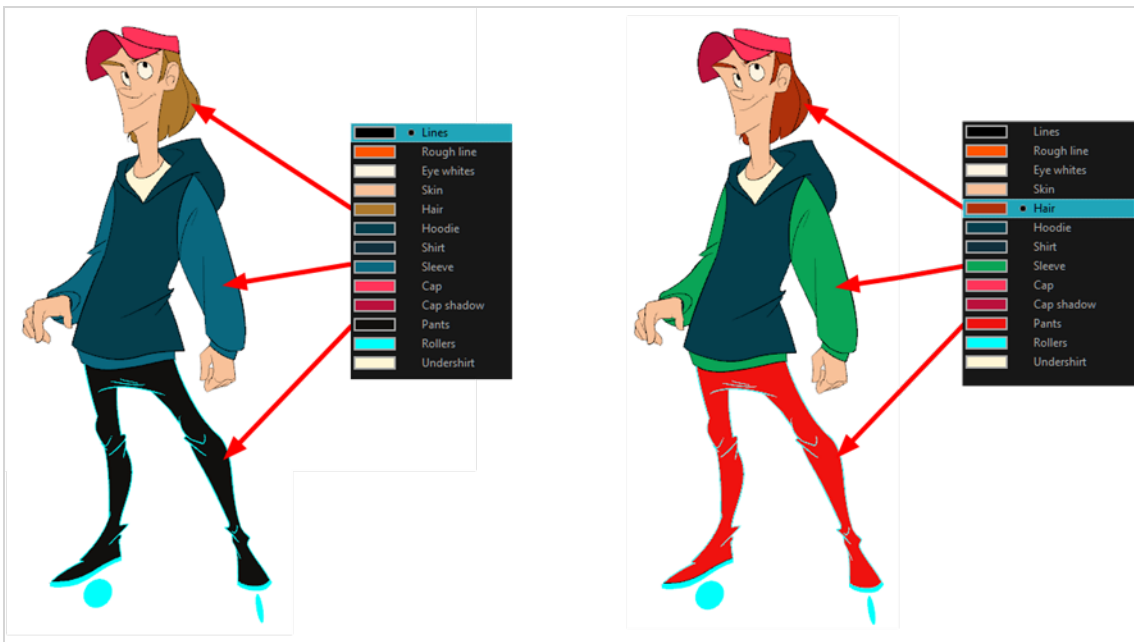 Lines
Rough line
Eye whites
Skin
Hair
Hoodie
Shirt
Sleeve
Cap
Cap shadow
Pants
Rollers
Undershirt
Lines
Rough line
Eye whites
Skin
Hair
Hoodie
Shirt
Sleeve
Cap
Cap shadow
Pants
Rollers
Undershirt